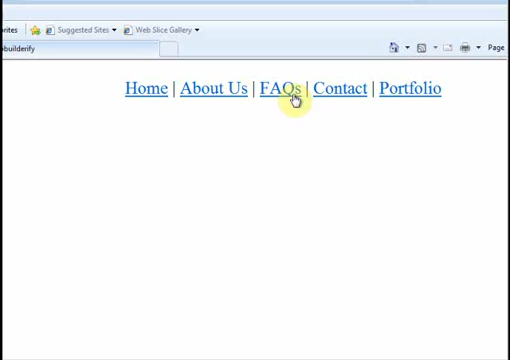 Suggested Sites
Web Slice Gallery
Page
Home | About Us | FAQs | Contact | Portfolio